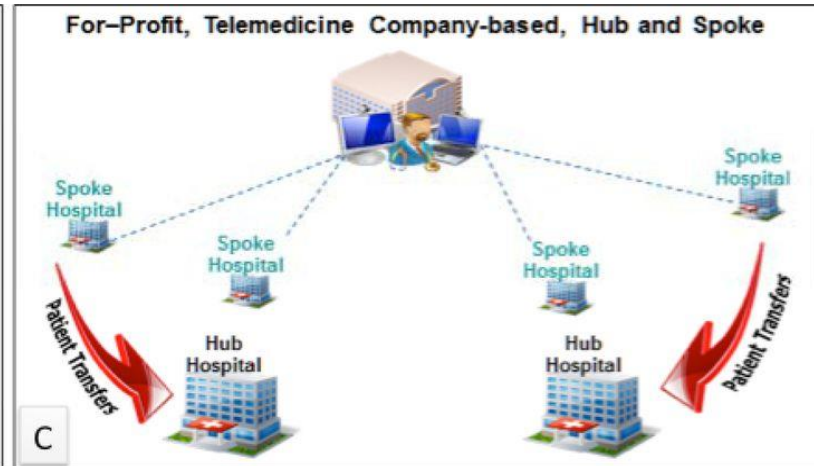 For–Profit, Telemedicine Company-based, Hub and Spoke
Spoke
Hospital
Spoke
Hospital
Spoke
Hospital
Spoke
Hospital
Patient Transfers
Patient Transfers
Hub
Hospital
Hub
Hospital
C